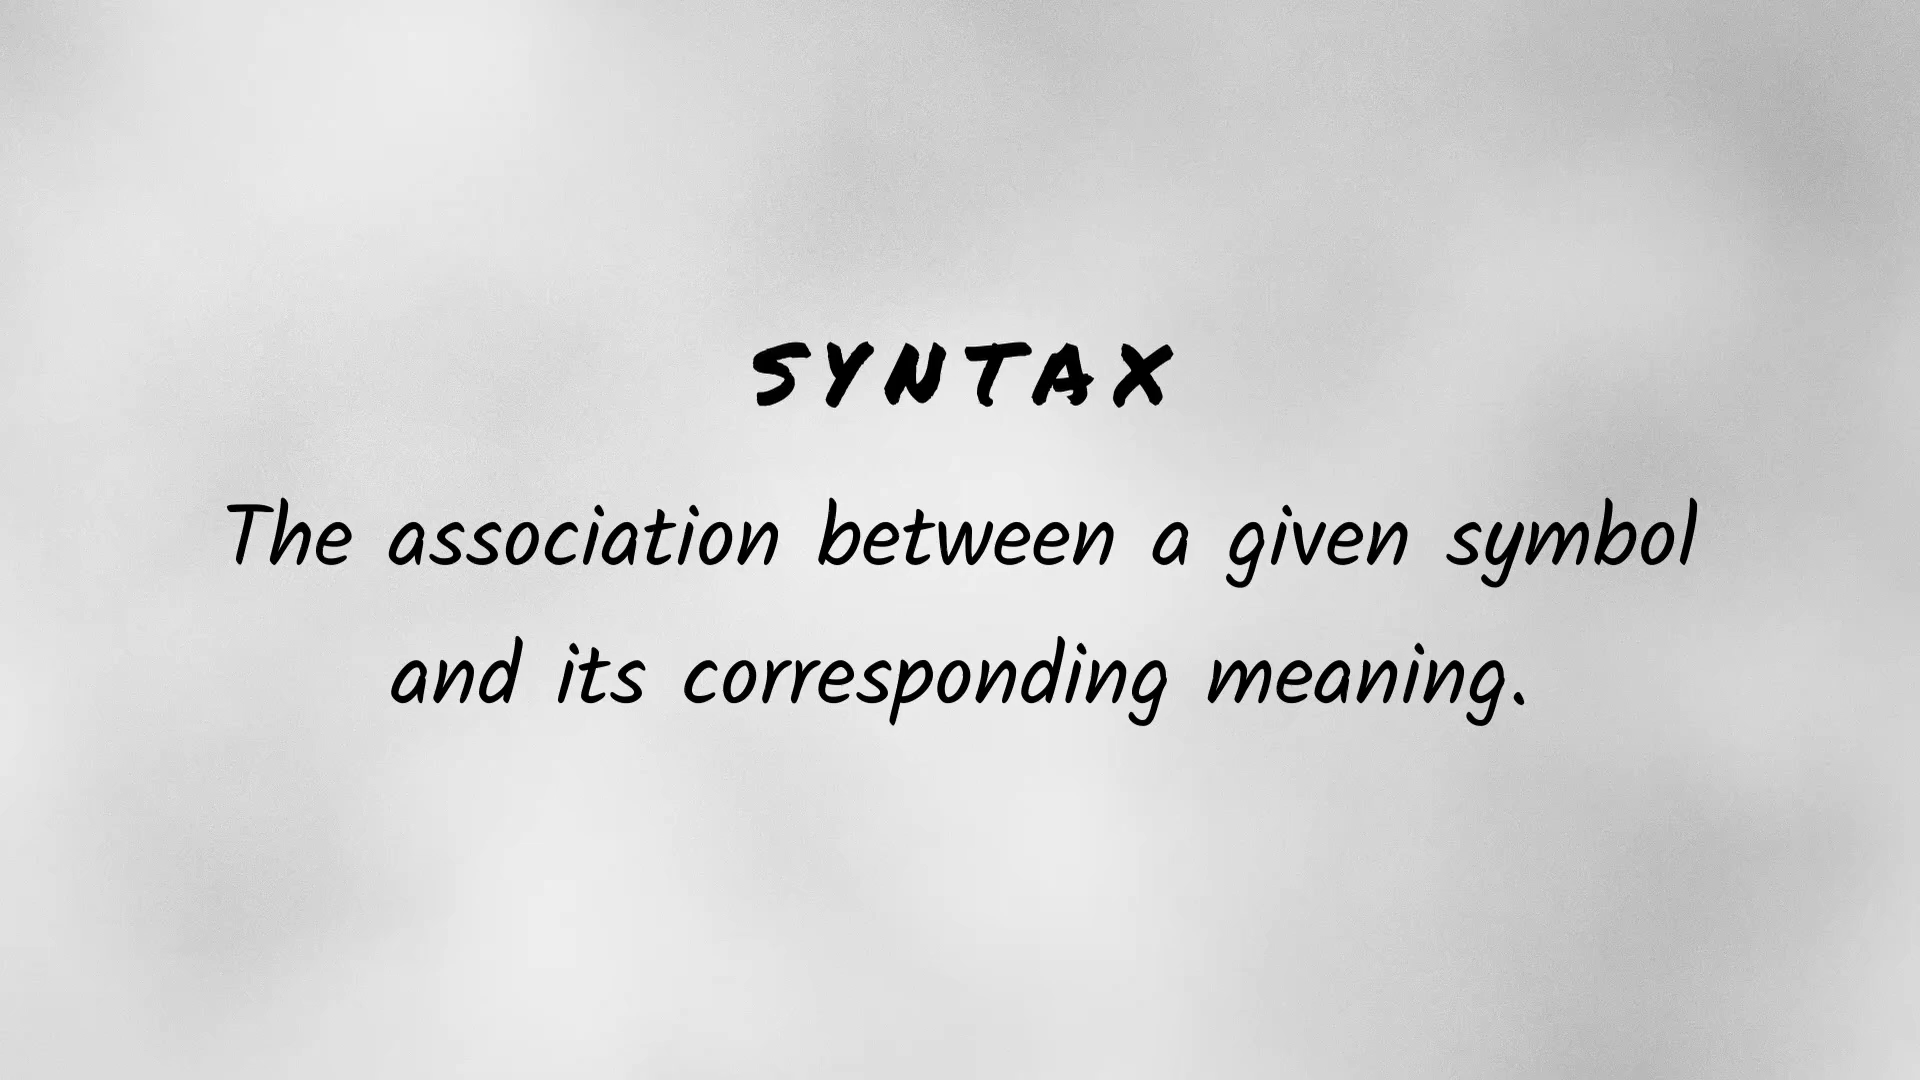 SYNTAX
The association between a given symbol
and its corresponding meaning.